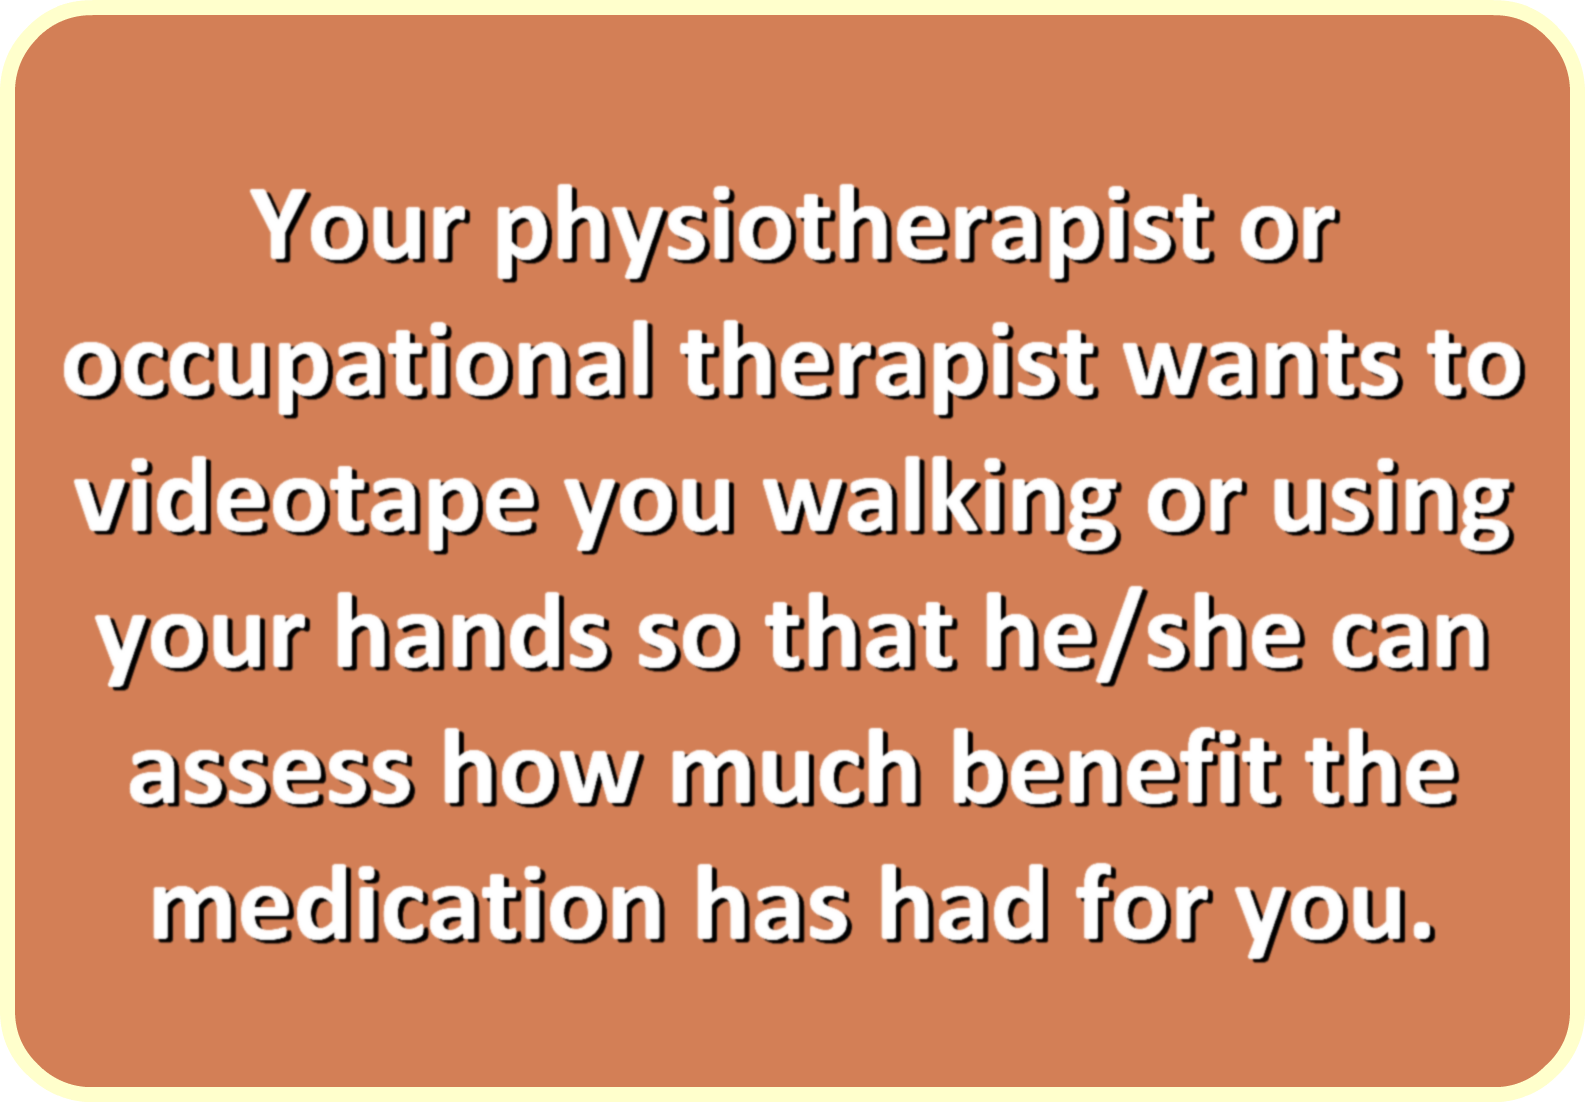 Your physiotherapist or
occupational therapist wants to
videotape you walking or using
your hands so that he/she can
assess how much benefit the
medication has had for you.